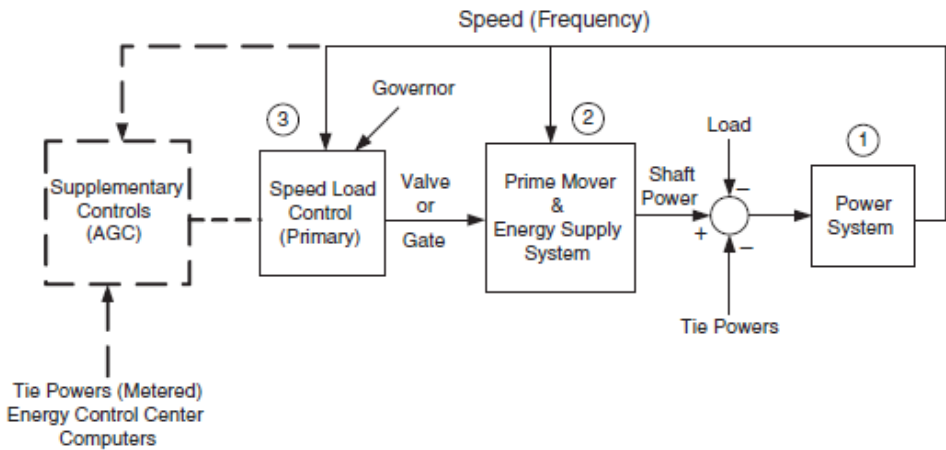 Speed (Frequency)
Governor
3
2
1
Load
Supplementary
Controls
(AGC)
Speed Load
Control
(Primary)
Valve
or
Gate
Prime Mover
&
Energy Supply
System
Shaft
Power
+
−
−
Power
System
Tie Powers
Tie Powers (Metered)
Energy Control Center
Computers